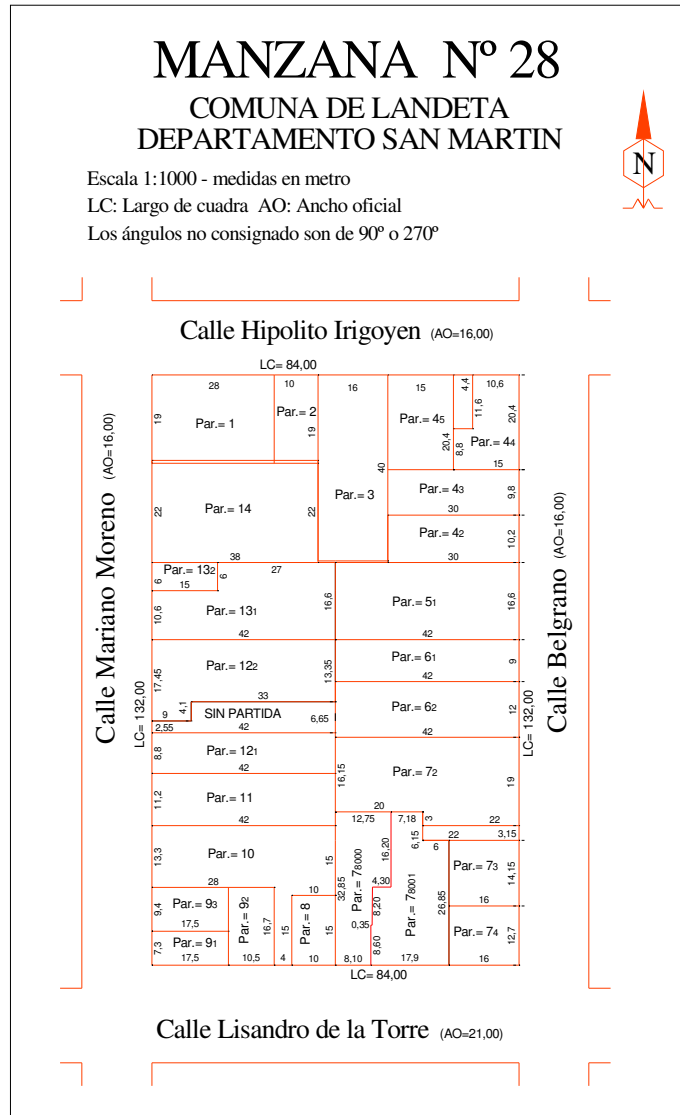 MANZANA Nº 28
COMUNA DE LANDETA
DEPARTAMENTO SAN MARTIN
N
Escala 1:1000 - medidas en metro
LC: Largo de cuadra AO: Ancho oficial
Los ángulos no consignado son de 90º o 270º
Calle Hipolito Irigoyen (AO=16,00)
LC= 84,00
28 10 16 15 4,4 10,6
19 Par.= 1 Par.= 2 19 Par.= 45 11,6 20,4
20,4 8,8 Par.= 44
15
22 Par.= 14 22 Par.= 3 40 Par.= 43 9,8
30
Par.= 42 10,2
38 30
Calle Mariano Moreno (AO=16,00)
LC= 132,00
Calle Belgrano (AO=16,00)
LC= 132,00
6 Par.= 132 6 27
15
10,6 Par.= 131 16,6 Par.= 51 16,6
42 42
17,45 Par.= 122 13,35 Par.= 61 9
42
4,1 33
9 SIN PARTIDA 6,65 Par.= 62 12
2,55 42 42
8,8 Par.= 121 16,15 Par.= 72 19
42
11,2 Par.= 11
42
20 22
12,75 7,18 3
22 3,15
13,3 Par.= 10 15 32,85 Par.= 78000 16,20 6,15 6
28 10 4,30 Par.= 78001 26,85 Par.= 73 14,15
9,4 Par.= 93 Par.= 92 16,7 15 Par.= 8 15 8,20
17,5 0,35 16
7,3 Par.= 91 8,60 Par.= 74 12,7
17,5 10,5 4 10 8,10 17,9 16
LC= 84,00
Calle Lisandro de la Torre (AO=21,00)